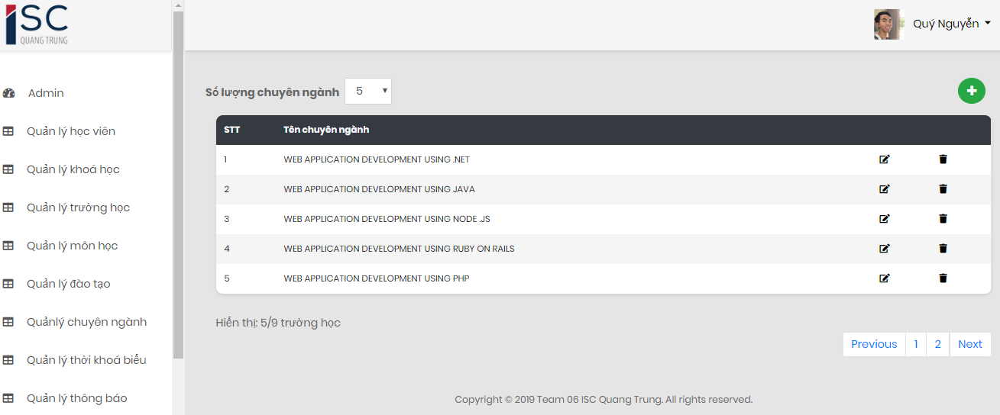 ISC
QUANG TRUNG
Quý Nguyễn
Admin
Quản lý học viên
Quản lý khoá học
Quản lý trường học
Quản lý môn học
Quản lý đào tạo
Quảnlý chuyên ngành
Quản lý thời khoá biểu
Quản lý thông báo
Số lượng chuyên ngành 5
STT Tên chuyên ngành
1 WEB APPLICATION DEVELOPMENT USING .NET
2 WEB APPLICATION DEVELOPMENT USING JAVA
3 WEB APPLICATION DEVELOPMENT USING NODE .JS
4 WEB APPLICATION DEVELOPMENT USING RUBY ON RAILS
5 WEB APPLICATION DEVELOPMENT USING PHP
Hiển thị: 5/9 trường học
Previous 1 2 Next
Copyright © 2019 Team 06 ISC Quang Trung. All rights reserved.